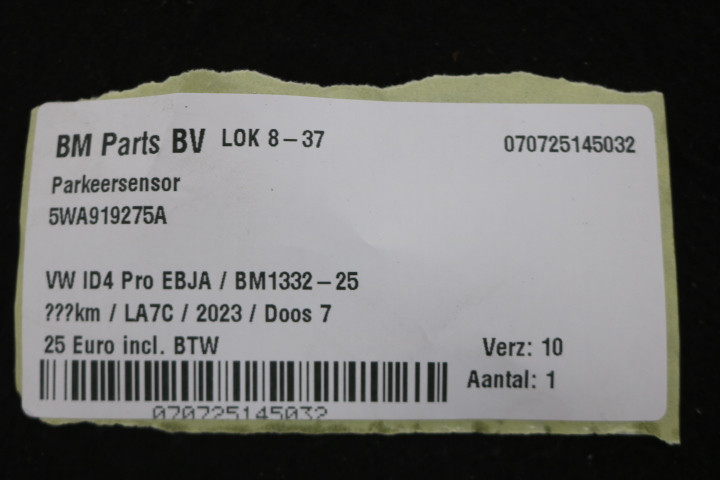 BM Parts BV LOK 8-37 070725145032
Parkeersensor
5WA919275A
VW ID4 Pro EBJA / BM1332-25
???km / LA7C / 2023 / Doos 7
25 Euro incl. BTW Verz: 10
Aantal: 1
070725145032